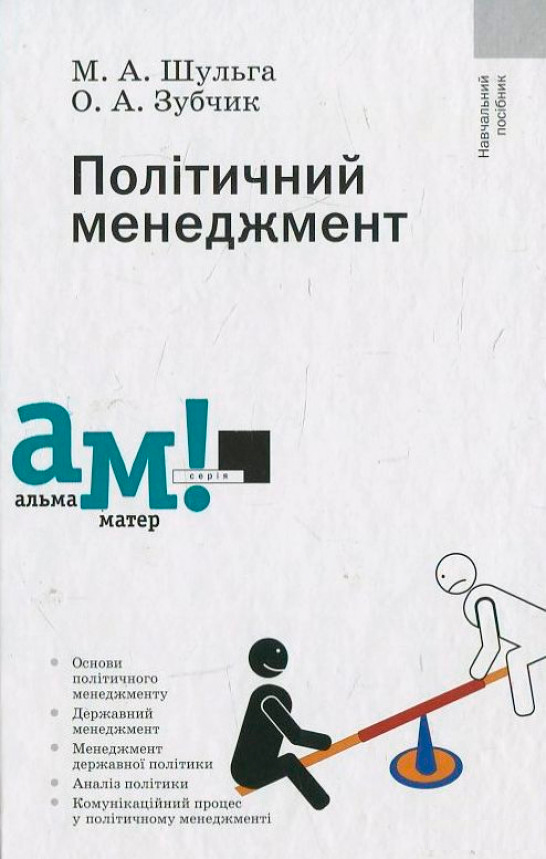 М. А. Шульга
О. А. Зубчик
Навчальний
посібник
Політичний
менеджмент
ам!
серія
альма
матер
Основи
політичного
менеджменту
Державний
менеджмент
Менеджмент
державної політики
Аналіз політики
Комунікаційний процес
у політичному менеджменті